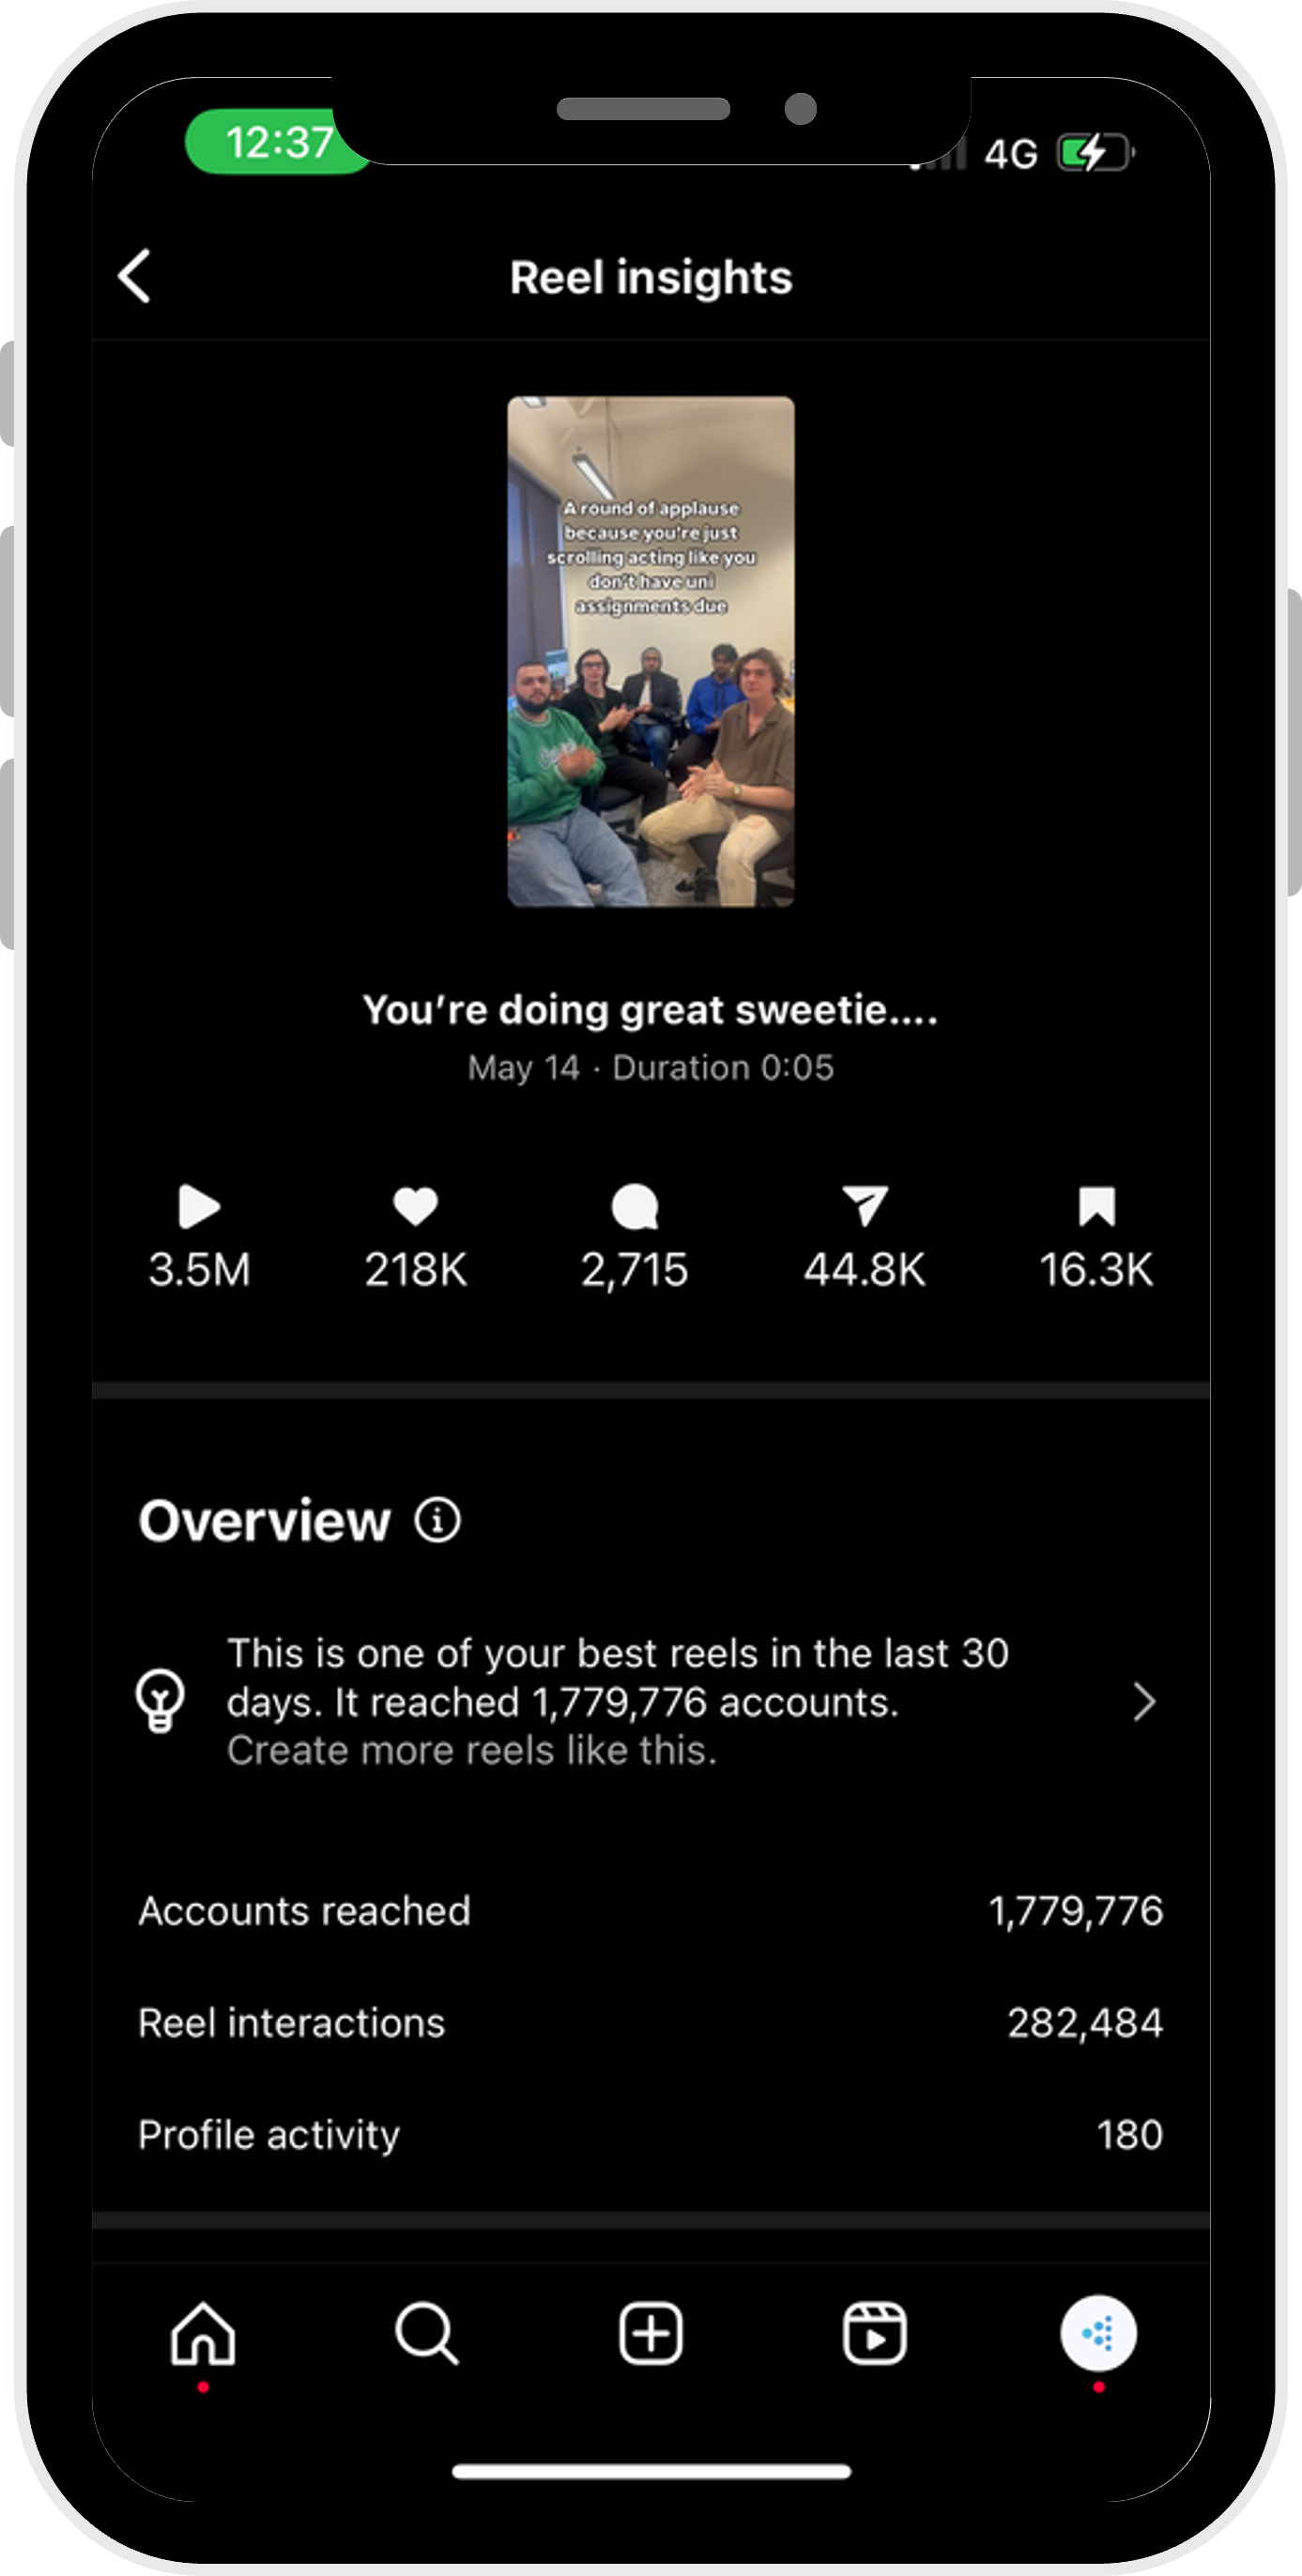 12:37
4G
Reel insights
A round of applause
because you're just
scrolling acting like you
don't have uni
assignments due
You're doing great sweetie....
May 14 · Duration 0:05
3.5M 218K 2,715 44.8K 16.3K
Overview
This is one of your best reels in the last 30
days. It reached 1,779,776 accounts.
Create more reels like this.
Accounts reached 1,779,776
Reel interactions 282,484
Profile activity 180